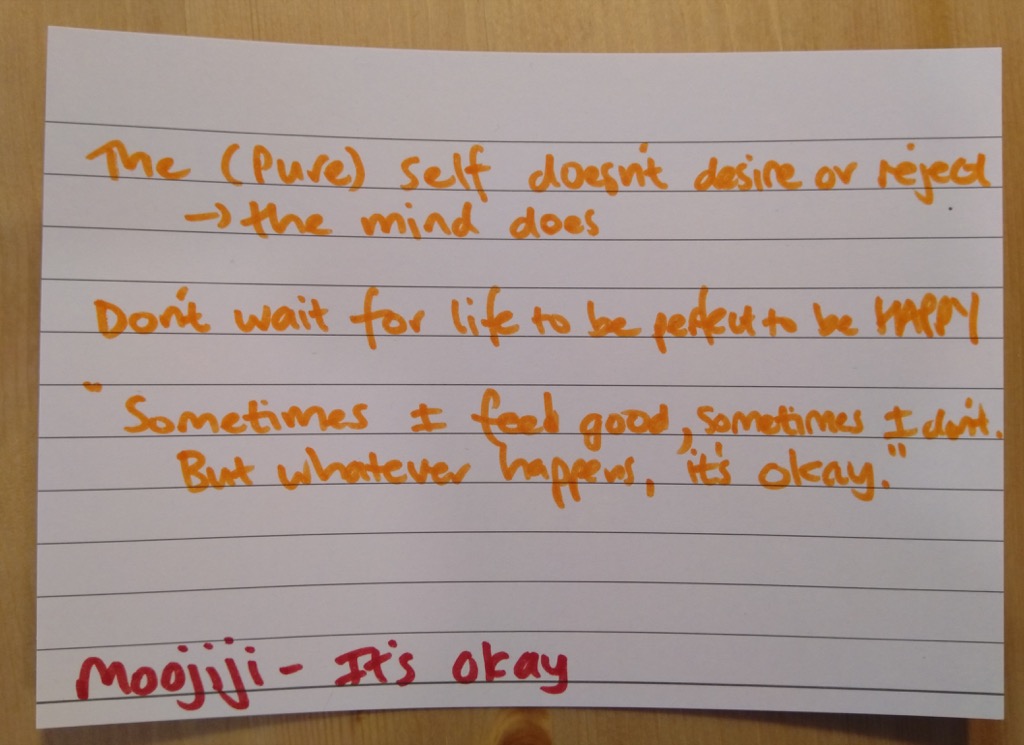 The (Pure) self doesn't desire or reject
→ the mind does
Don't wait for life to be perfect to be HAPPY
"Sometimes I feel good, sometimes I don't.
But whatever happens, it's okay."
Moojiji - It's okay